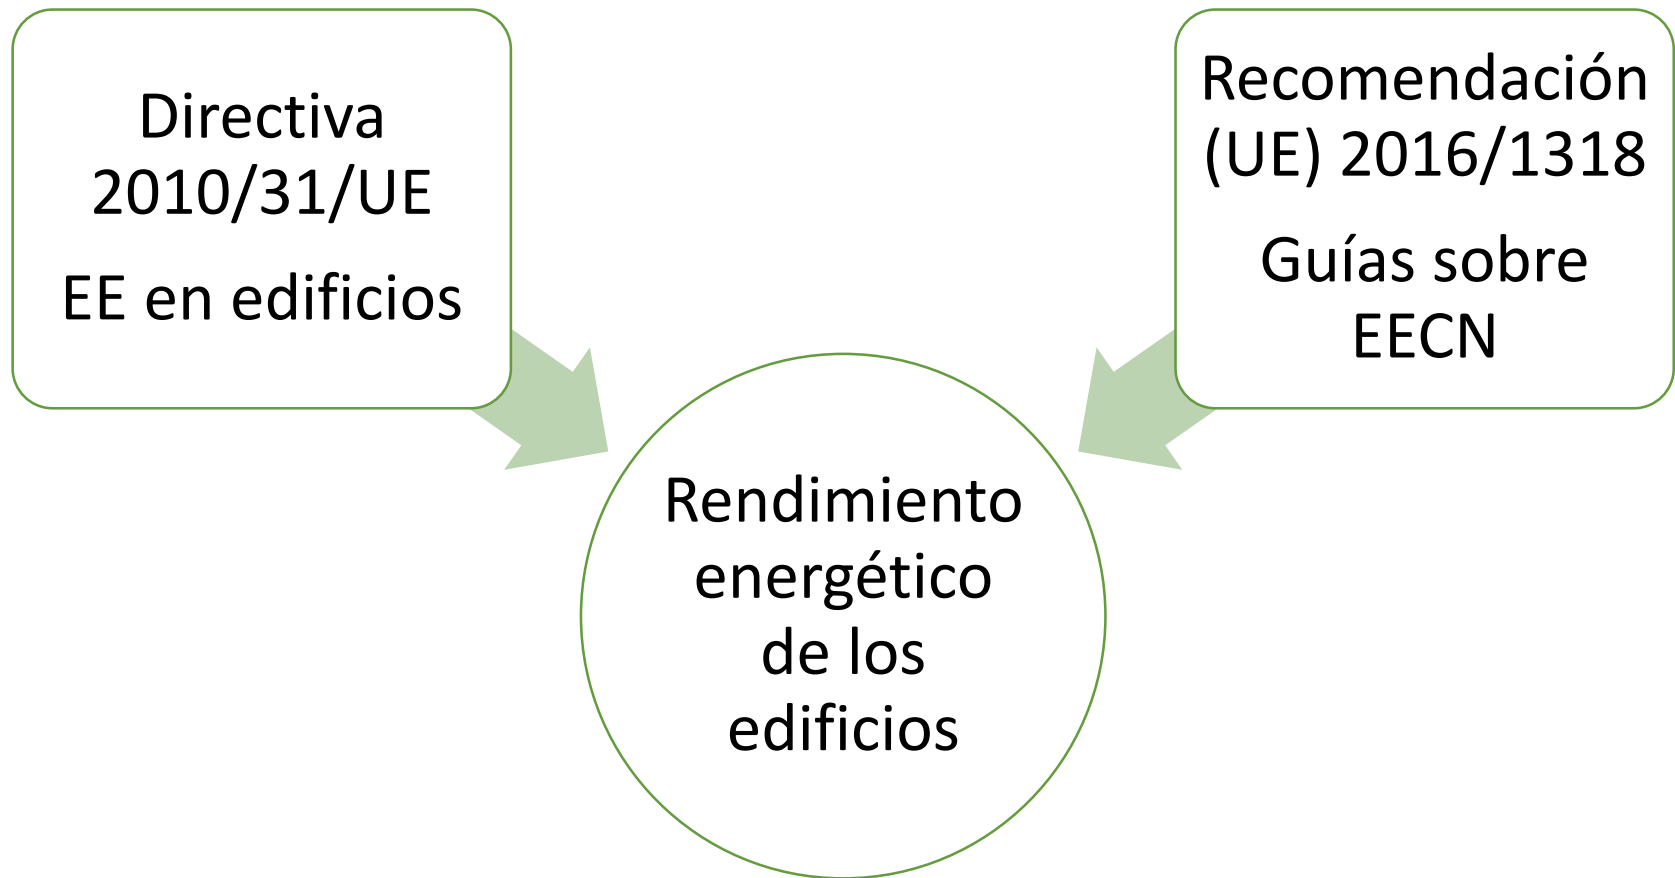 Directiva
2010/31/UE
EE en edificios
Recomendación
(UE) 2016/1318
Guías sobre
EECN
Rendimiento
energético
de los
edificios